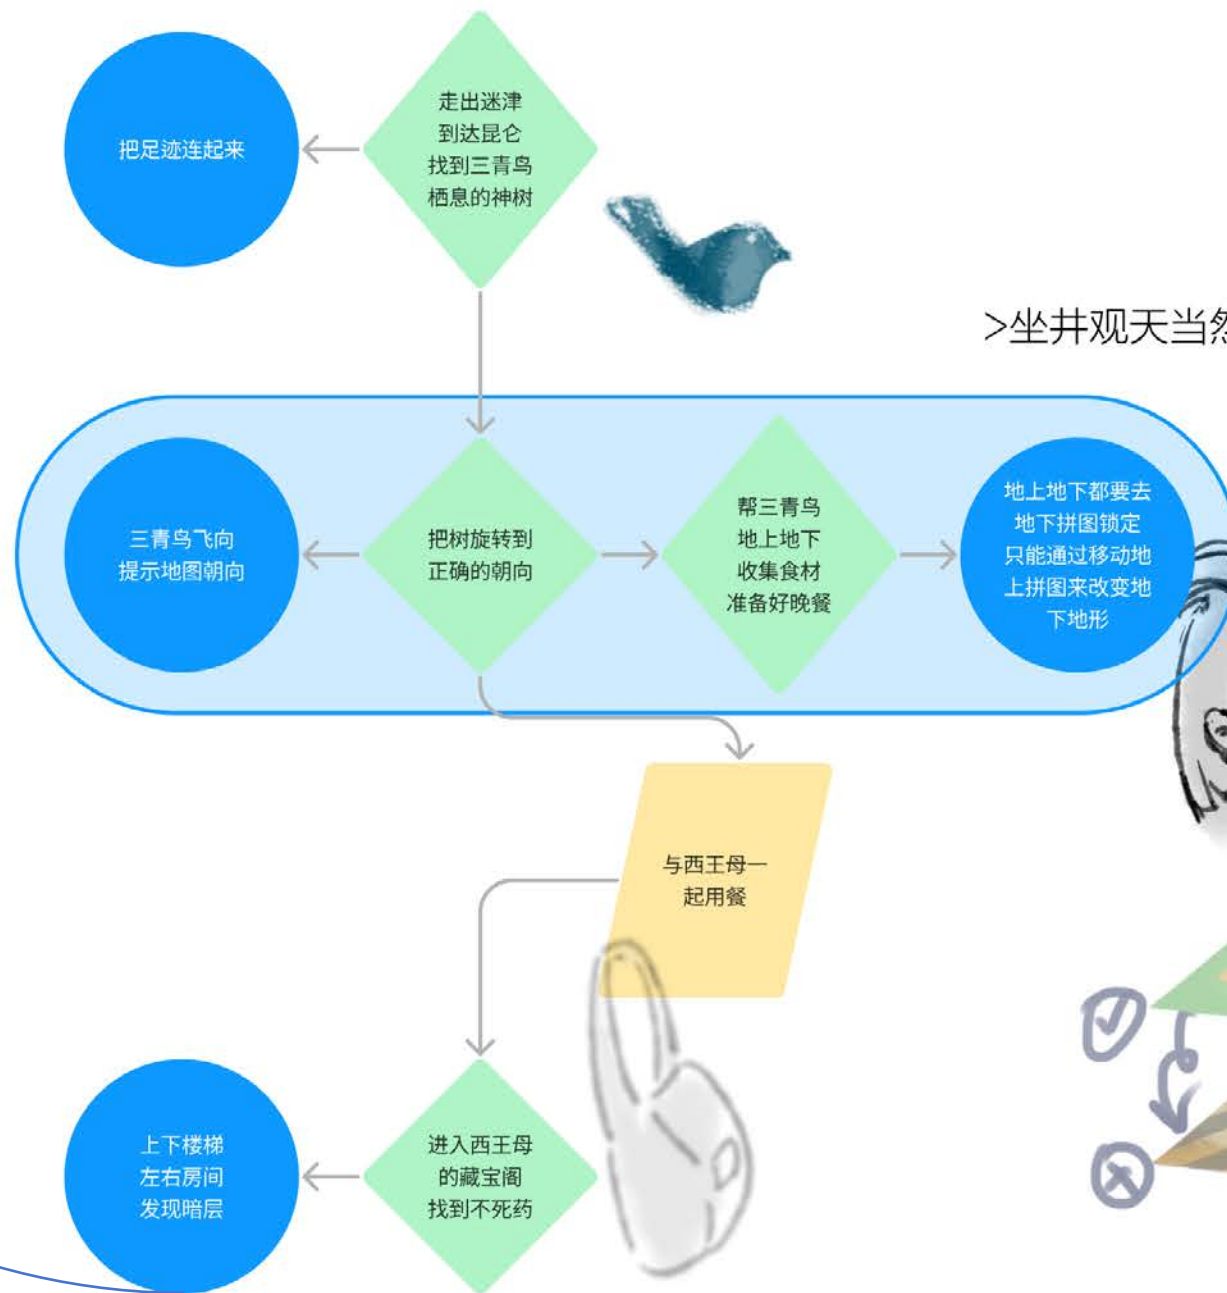 走出迷津
到达昆仑
找到三青鸟
栖息的神树
把足迹连起来
>坐井观天当然
三青鸟飞向
提示地图朝向
把树旋转到
正确的朝向
帮三青鸟
地上地下
收集食材
准备好晚餐
地上地下都要去
地下拼图锁定
只能通过移动地
上拼图来改变地
下地形
与西王母一
起用餐
上下楼梯
左右房间
发现暗层
进入西王母
的藏宝阁
找到不死药